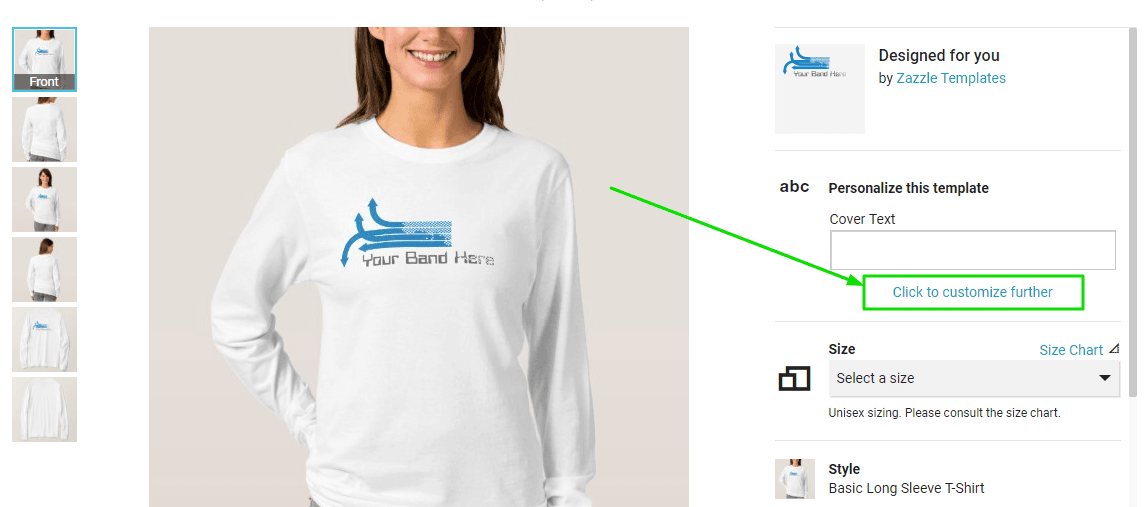 Front
Your Band Here
Designed for you
by Zazzle Templates
Your Band Here
abc
Personalize this template
Cover Text
Click to customize further
Size
Size Chart
Select a size
Unisex sizing. Please consult the size chart.
Style
Basic Long Sleeve T-Shirt